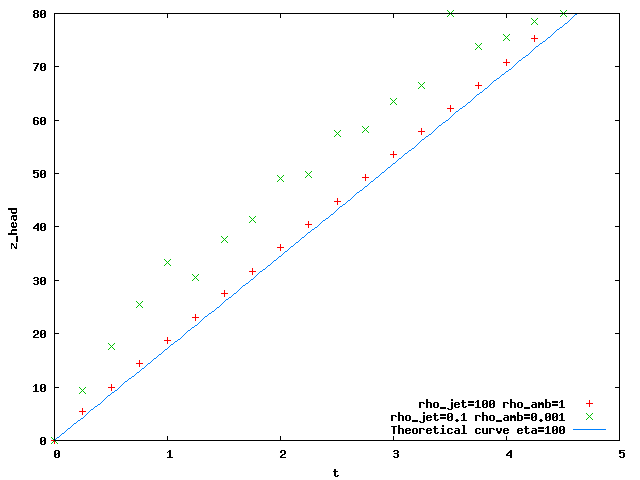 80
70
60
50
40
30
20
10
0
z_head
0 1 2 3 4 5
t
rho_jet=100 rho_amb=1
rho_jet=0.1 rho_amb=0.001
Theoretical curve eta=100